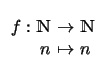 f : ℕ → ℕ
n ↦ n